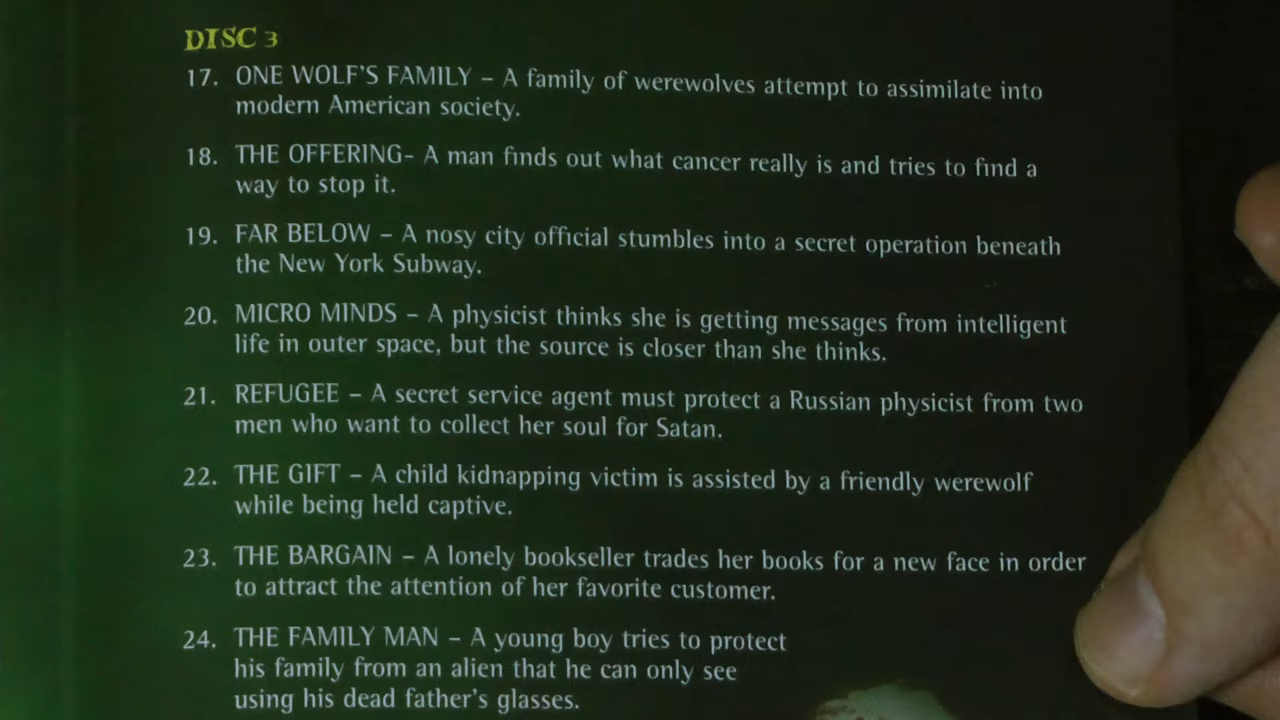 DISC 3
17. ONE WOLF'S FAMILY – A family of werewolves attempt to assimilate into
modern American society.
18. THE OFFERING- A man finds out what cancer really is and tries to find a
way to stop it.
19. FAR BELOW – A nosy city official stumbles into a secret operation beneath
the New York Subway.
20. MICRO MINDS – A physicist thinks she is getting messages from intelligent
life in outer space, but the source is closer than she thinks.
21. REFUGEE – A secret service agent must protect a Russian physicist from two
men who want to collect her soul for Satan.
22. THE GIFT – A child kidnapping victim is assisted by a friendly werewolf
while being held captive.
23. THE BARGAIN – A lonely bookseller trades her books for a new face in order
to attract the attention of her favorite customer.
24. THE FAMILY MAN – A young boy tries to protect
his family from an alien that he can only see
using his dead father's glasses.